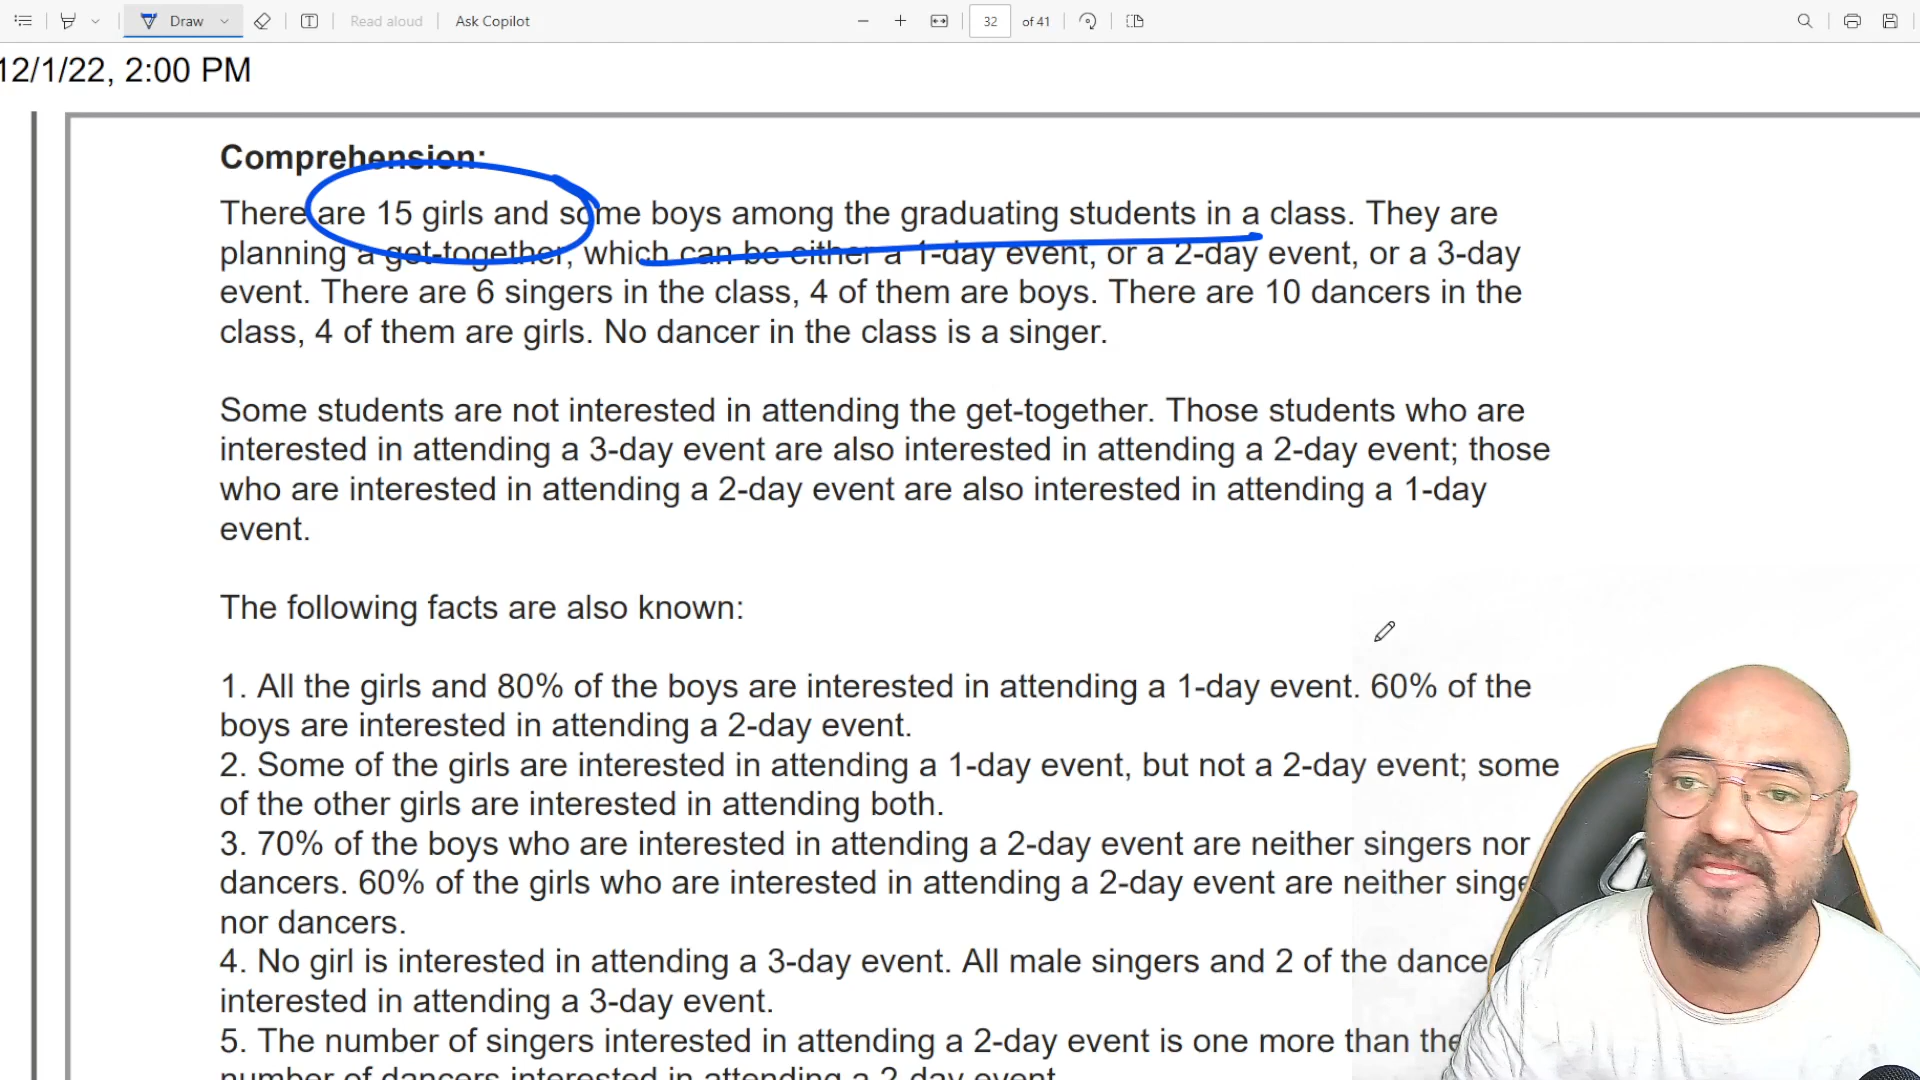 Draw
Read aloud
Ask Copilot
32
of 41
12/1/22, 2:00 PM
Comprehension:
There are 15 girls and some boys among the graduating students in a class. They are
planning a get-together, which can be either a 1-day event, or a 2-day event, or a 3-day
event. There are 6 singers in the class, 4 of them are boys. There are 10 dancers in the
class, 4 of them are girls. No dancer in the class is a singer.
Some students are not interested in attending the get-together. Those students who are
interested in attending a 3-day event are also interested in attending a 2-day event; those
who are interested in attending a 2-day event are also interested in attending a 1-day
event.
The following facts are also known:
1. All the girls and 80% of the boys are interested in attending a 1-day event. 60% of the
boys are interested in attending a 2-day event.
2. Some of the girls are interested in attending a 1-day event, but not a 2-day event; some
of the other girls are interested in attending both.
3. 70% of the boys who are interested in attending a 2-day event are neither singers nor
dancers. 60% of the girls who are interested in attending a 2-day event are neither
nor dancers.
4. No girl is interested in attending a 3-day event. All male singers and 2 of the
interested in attending a 3-day event.
5. The number of singers interested in attending a 2-day event is one more than the
number of dancers interested in attending a 2-day event.